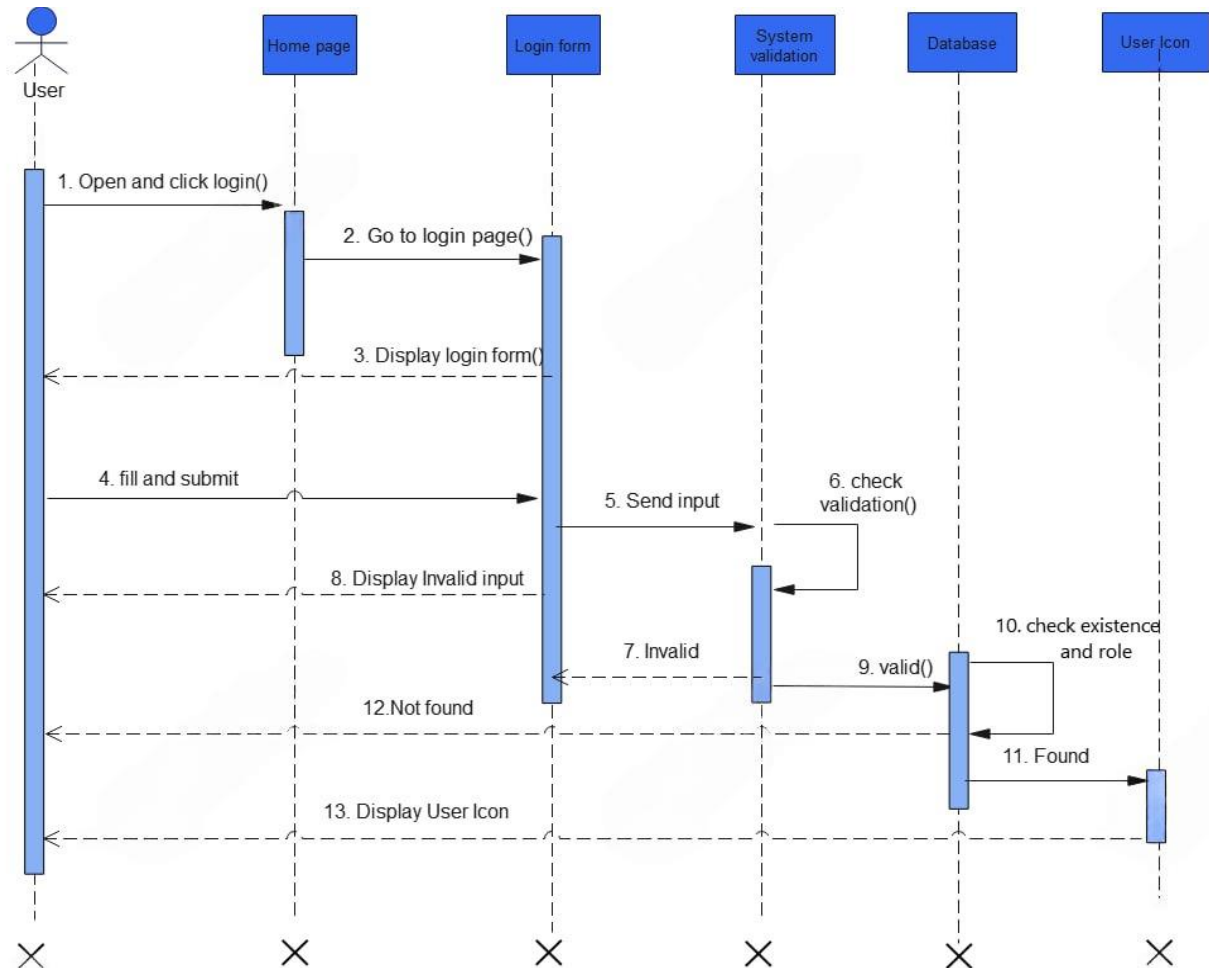 Home page
Login form
System
validation
Database
User Icon
User
1. Open and click login()
2. Go to login page()
3. Display login form()
4. fill and submit
5. Send input
6. check
validation()
8. Display Invalid input
10. check existence
and role
7. Invalid
9. valid()
12.Not found
11. Found
13. Display User Icon